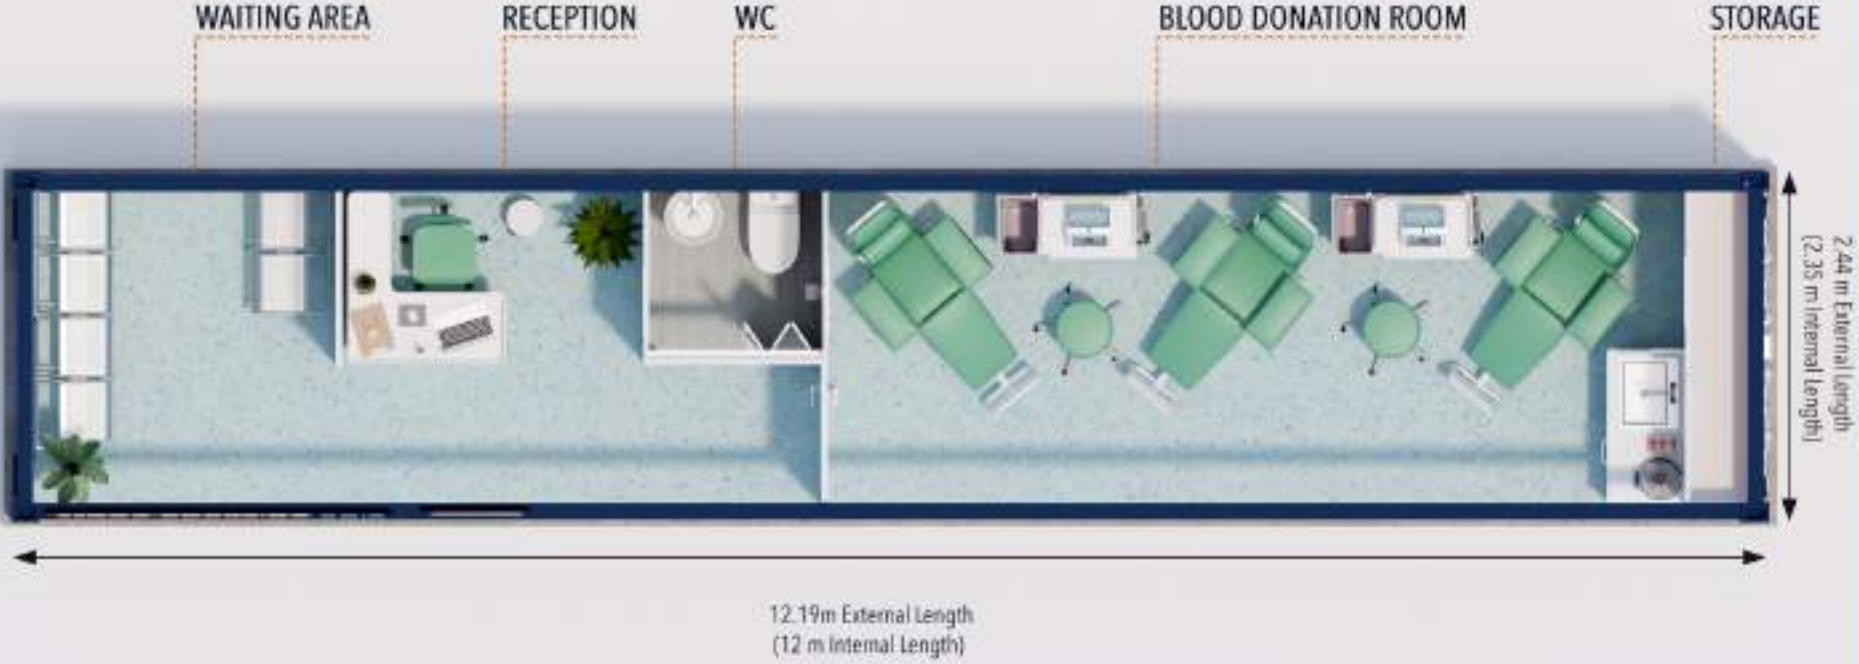 WAITING AREA
RECEPTION
WC
BLOOD DONATION ROOM
STORAGE
2.44 m External Length
(2.35 m Internal Length)
12.19m External Length
(12 m Internal Length)